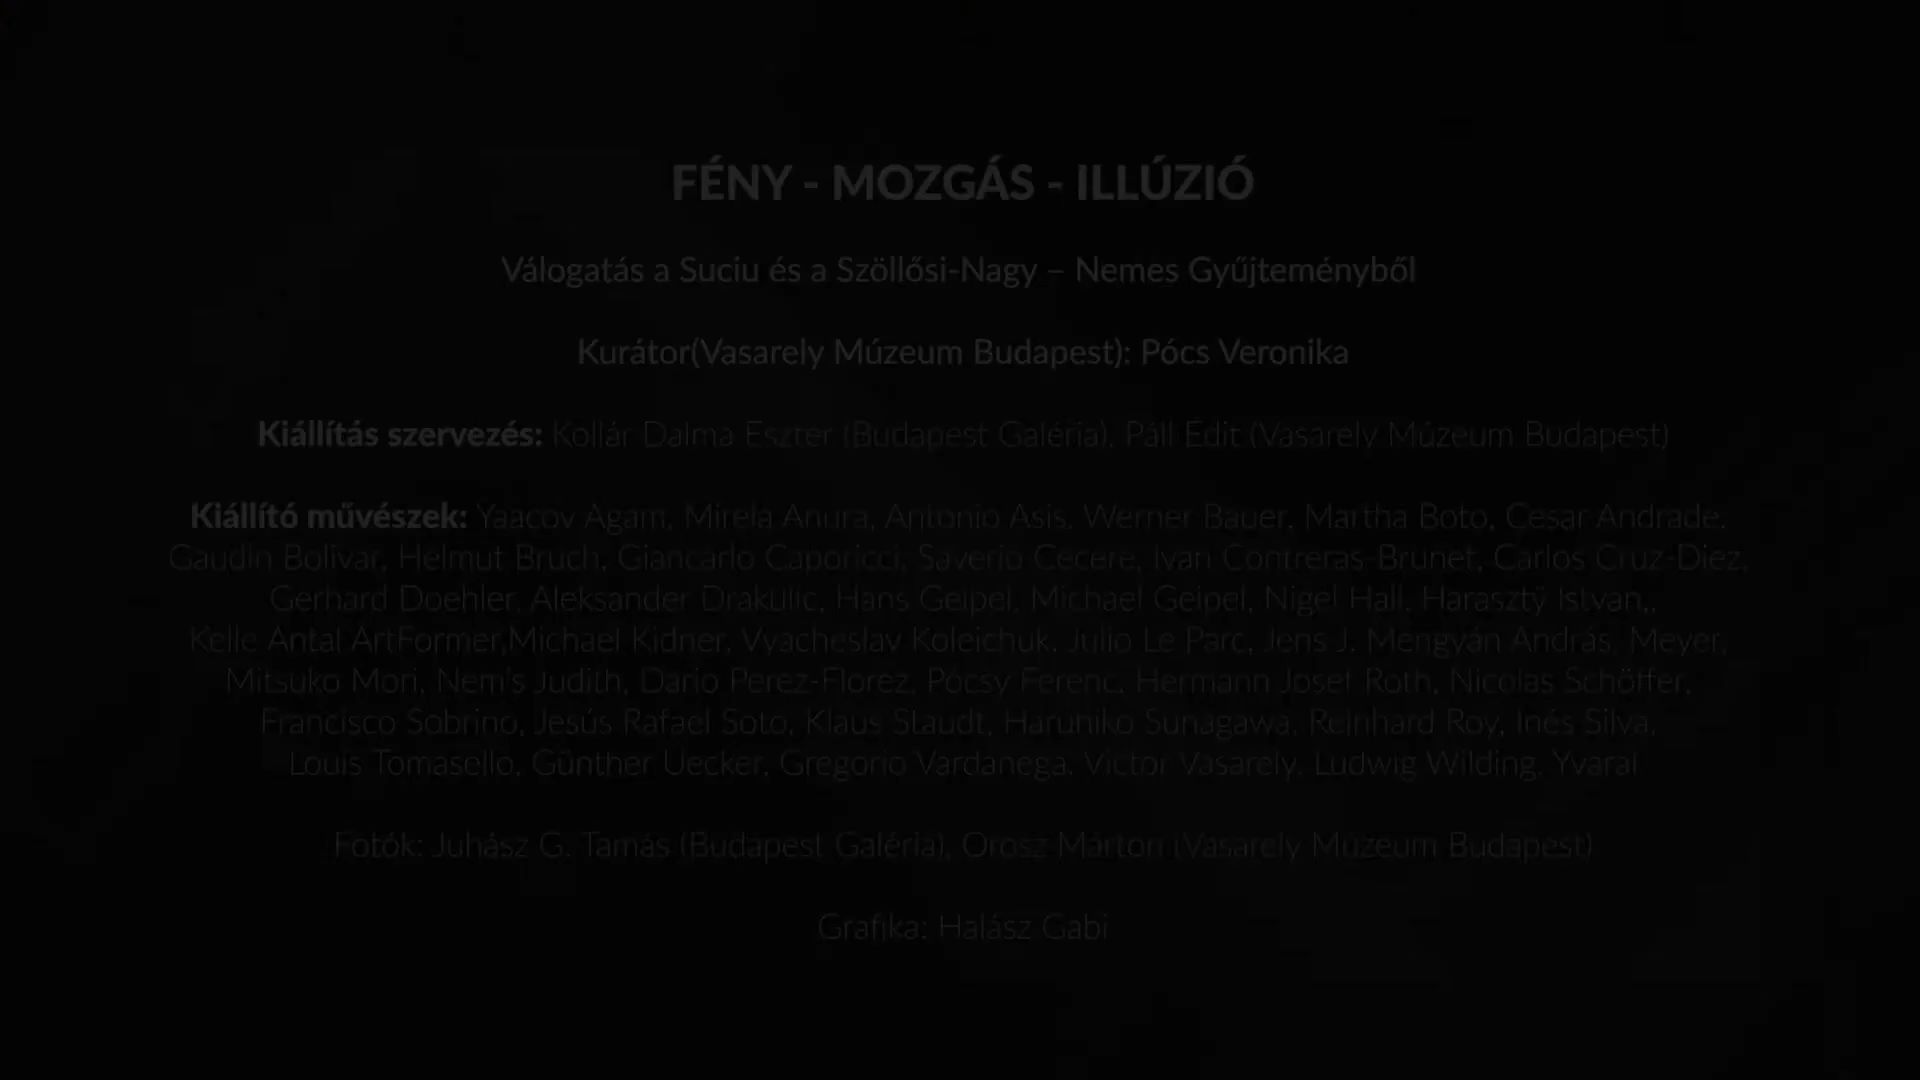 FÉNY - MOZGÁS - ILLÚZIÓ
Válogatás a Suciu és a Szöllősi-Nagy – Nemes Gyűjteményből
Kurátor(Vasarely Múzeum Budapest): Pócs Veronika
Kiállítás szervezés: Kollár Dalma Eszter (Budapest Galéria), Páll Edit (Vasarely Múzeum Budapest)
Kiállító művészek: Yaacov Agam, Mirela Anura, Antonio Asis, Werner Bauer, Martha Boto, Cesar Andrade,
Gaudin Bolivar, Helmut Bruch, Giancarlo Caporicci, Saverio Cecere, Ivan Contreras-Brunet, Carlos Cruz-Diez,
Gerhard Doehler, Aleksander Drakulic, Hans Geipel, Michael Geipel, Nigel Hall, Harasztÿ István,,
Kelle Antal ArtFormer,Michael Kidner, Vyacheslav Koleichuk, Julio Le Parc, Jens J. Mengyán András, Meyer,
Mitsuko Mori, Nem's Judith, Dario Perez-Florez, Pócsy Ferenc, Hermann Josef Roth, Nicolas Schöffer,
Francisco Sobrino, Jesús Rafael Soto, Klaus Staudt, Haruhiko Sunagawa, Reinhard Roy, Inés Silva,
Louis Tomasello, Günther Uecker, Gregorio Vardanega, Victor Vasarely, Ludwig Wilding, Yvaral
Fotók: Juhász G. Tamás (Budapest Galéria), Orosz Márton (Vasarely Múzeum Budapest)
Grafika: Halász Gabi